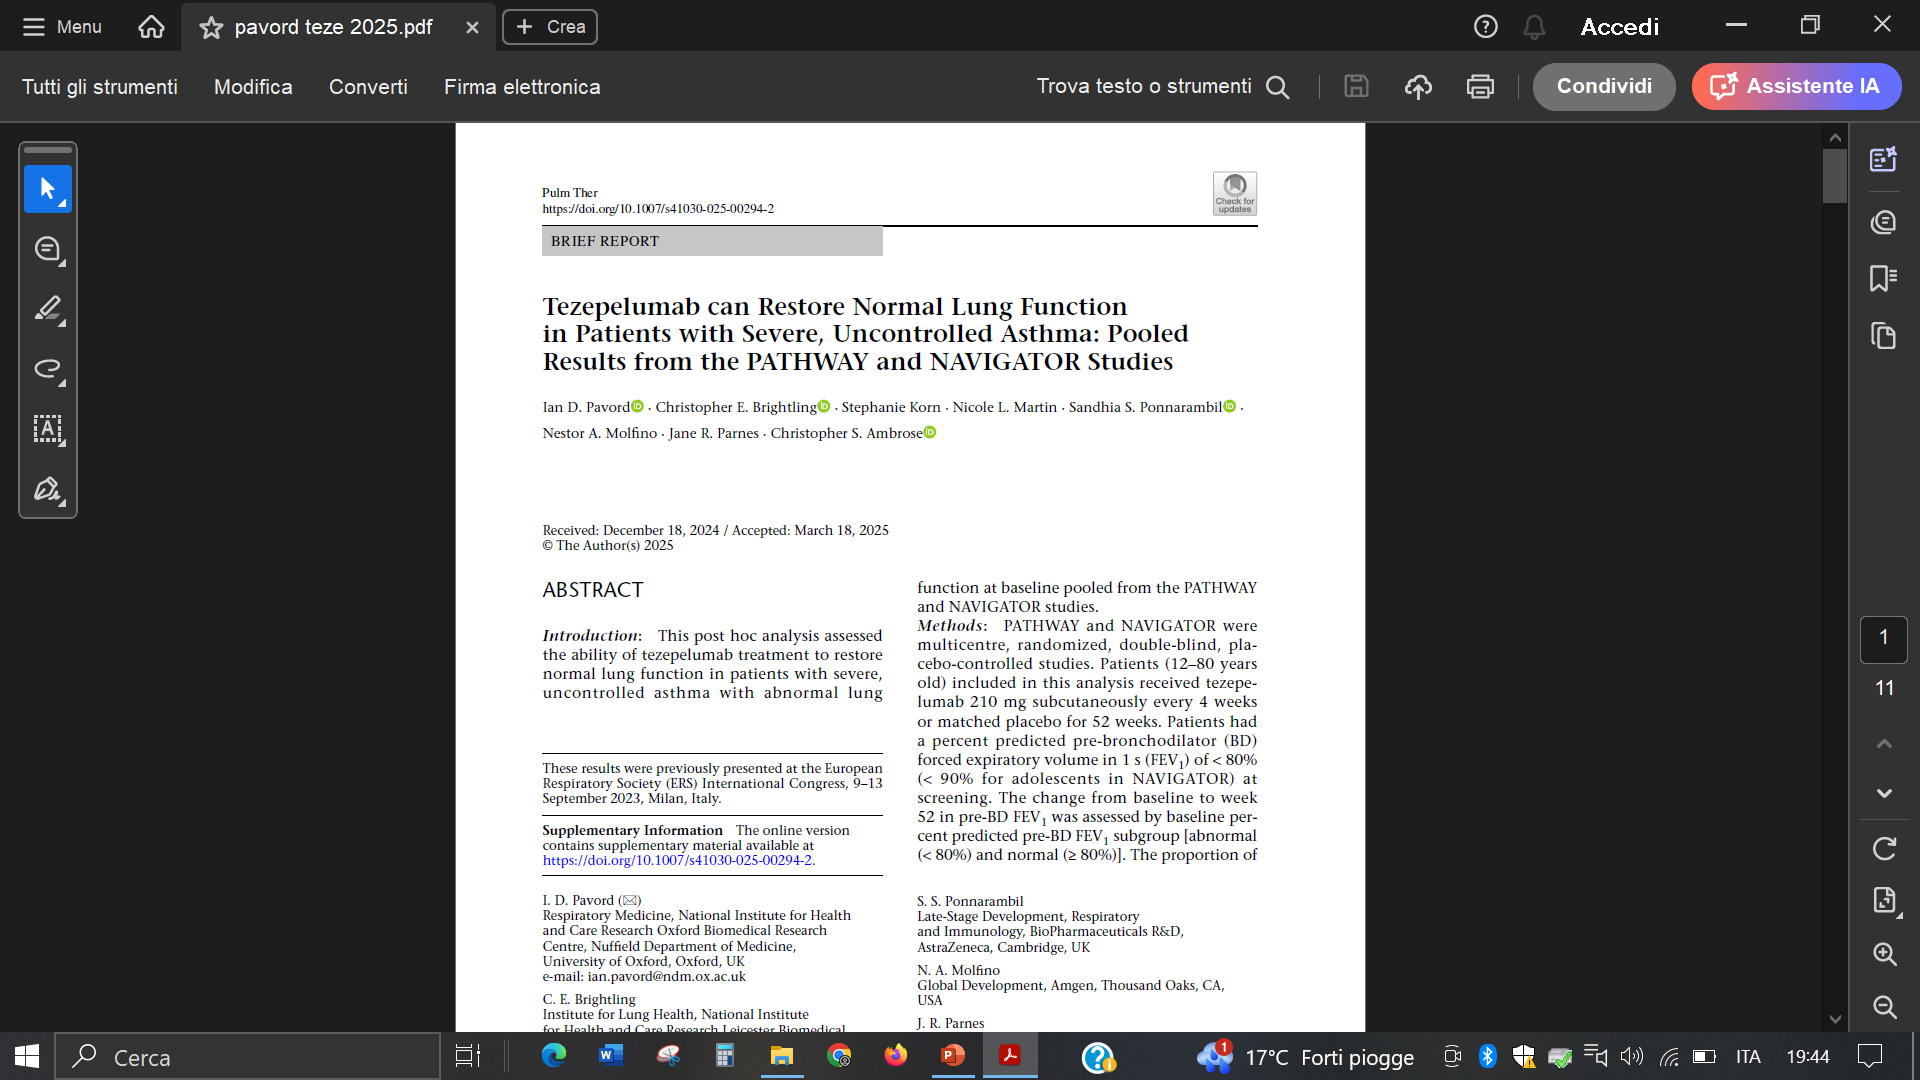 Menu
pavord teze 2025.pdf
Crea
Accedi
Tutti gli strumenti
Modifica
Converti
Firma elettronica
Trova testo o strumenti
Condividi
Assistente IA
Pulm Ther
https://doi.org/10.1007/s41030-025-00294-2
Check for
updates
BRIEF REPORT
Tezepelumab can Restore Normal Lung Function
in Patients with Severe, Uncontrolled Asthma: Pooled
Results from the PATHWAY and NAVIGATOR Studies
Ian D. Pavord · Christopher E. Brightling · Stephanie Korn · Nicole L. Martin · Sandhia S. Ponnarambil ·
Nestor A. Molfino · Jane R. Parnes · Christopher S. Ambrose
Received: December 18, 2024 / Accepted: March 18, 2025
© The Author(s) 2025
ABSTRACT
Introduction: This post hoc analysis assessed
the ability of tezepelumab treatment to restore
normal lung function in patients with severe,
uncontrolled asthma with abnormal lung
These results were previously presented at the European
Respiratory Society (ERS) International Congress, 9–13
September 2023, Milan, Italy.
Supplementary Information The online version
contains supplementary material available at
https://doi.org/10.1007/s41030-025-00294-2.
I. D. Pavord (✉)
Respiratory Medicine, National Institute for Health
and Care Research Oxford Biomedical Research
Centre, Nuffield Department of Medicine,
University of Oxford, Oxford, UK
e-mail: ian.pavord@ndm.ox.ac.uk
C. E. Brightling
Institute for Lung Health, National Institute
for Health and Care Research Leicester Biomedical
function at baseline pooled from the PATHWAY
and NAVIGATOR studies.
Methods: PATHWAY and NAVIGATOR were
multicentre, randomized, double-blind, pla-
cebo-controlled studies. Patients (12–80 years
old) included in this analysis received tezepe-
lumab 210 mg subcutaneously every 4 weeks
or matched placebo for 52 weeks. Patients had
a percent predicted pre-bronchodilator (BD)
forced expiratory volume in 1 s (FEV₁) of < 80%
(< 90% for adolescents in NAVIGATOR) at
screening. The change from baseline to week
52 in pre-BD FEV₁ was assessed by baseline per-
cent predicted pre-BD FEV₁ subgroup [abnormal
(< 80%) and normal (≥ 80%)]. The proportion of
S. S. Ponnarambil
Late-Stage Development, Respiratory
and Immunology, BioPharmaceuticals R&D,
AstraZeneca, Cambridge, UK
N. A. Molfino
Global Development, Amgen, Thousand Oaks, CA,
USA
J. R. Parnes
1
11
Cerca
1
17°C Forti piogge
ITA
19:44